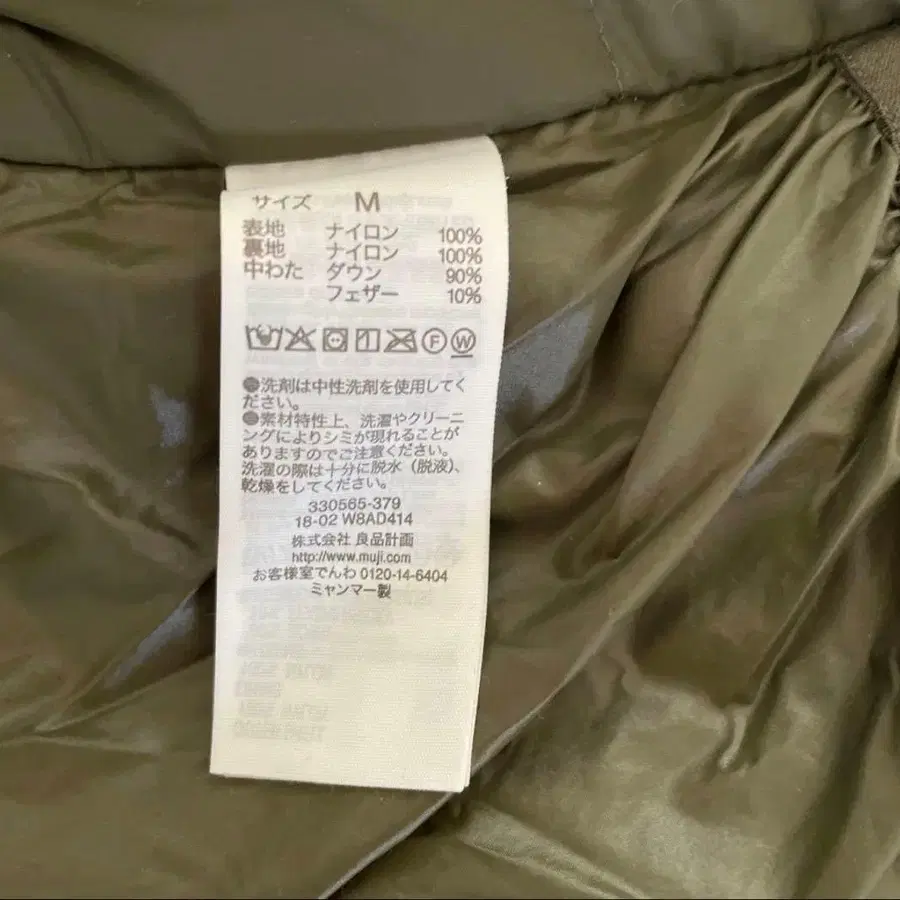 サイズ M
表地 ナイロン 100%
裏地 ナイロン 100%
中わた ダウン 90%
フェザー 10%
F W
●洗剤は中性洗剤を使用してく
ださい。
●素材特性上、洗濯やクリーニ
ングによりシミが現れることが
ありますのでご注意ください。
洗濯の際は十分に脱水（脱液）、
乾燥をしてください。
330565-379
18-02 W8AD414
株式会社 良品計画
http://www.muji.com
お客様室でんわ 0120-14-6404
ミャンマー製